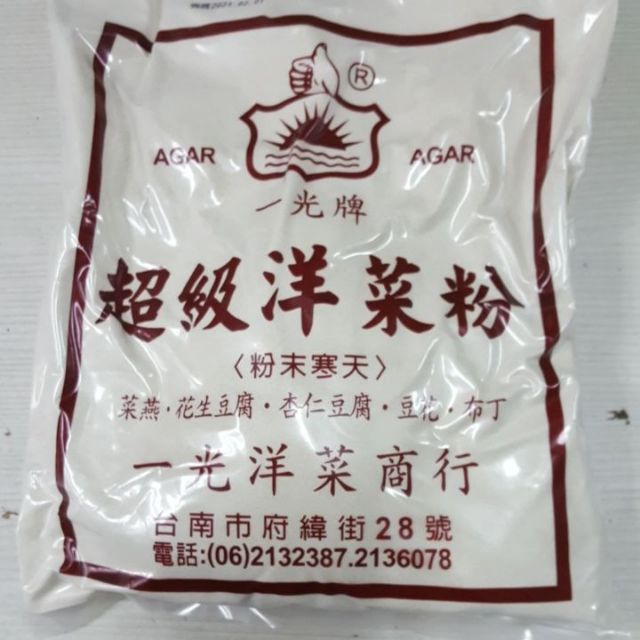 ®
AGAR AGAR
一光牌
超級洋菜粉
〈粉末寒天〉
菜燕・花生豆腐・杏仁豆腐・豆花・布丁
一光洋菜商行
台南市府緯街28號
電話:(06)2132387.2136078